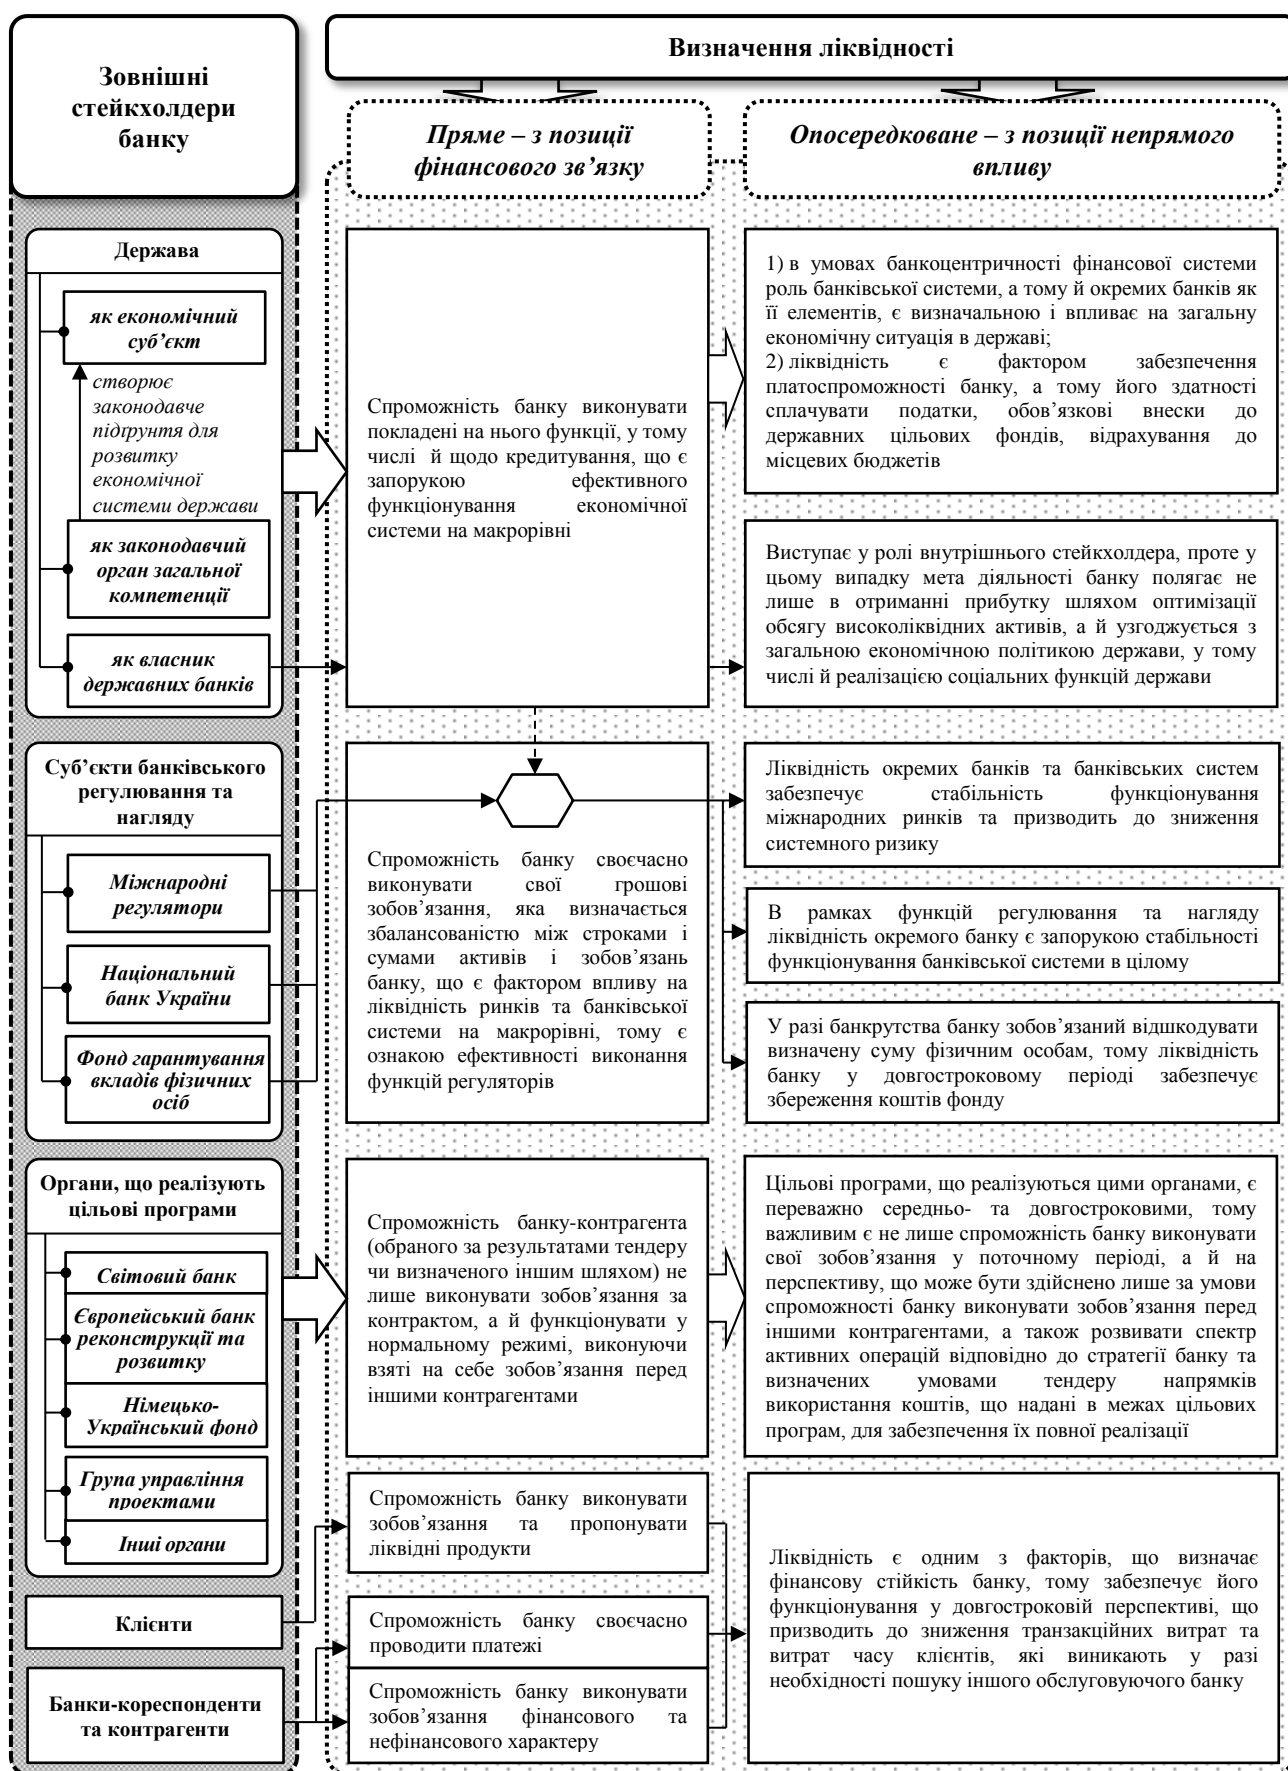 Зовнішні
стейкхолдери
банку
Визначення ліквідності
Пряме – з позиції
фінансового зв’язку
Опосередковане – з позиції непрямого
впливу
Держава
як економічний
суб’єкт
створює
законодавче
підґрунтя для
розвитку
економічної
системи держави
як законодавчий
орган загальної
компетенції
як власник
державних банків
Спроможність банку виконувати
покладені на нього функції, у тому
числі й щодо кредитування, що є
запорукою ефективного
функціонування економічної
системи на макрорівні
1) в умовах банкоцентричності фінансової системи
роль банківської системи, а тому й окремих банків як
її елементів, є визначальною і впливає на загальну
економічну ситуація в державі;
2) ліквідність є фактором забезпечення
платоспроможності банку, а тому його здатності
сплачувати податки, обов’язкові внески до
державних цільових фондів, відрахування до
місцевих бюджетів
Виступає у ролі внутрішнього стейкхолдера, проте у
цьому випадку мета діяльності банку полягає не
лише в отриманні прибутку шляхом оптимізації
обсягу високоліквідних активів, а й узгоджується з
загальною економічною політикою держави, у тому
числі й реалізацією соціальних функцій держави
Суб’єкти банківського
регулювання та
нагляду
Міжнародні
регулятори
Національний
банк України
Фонд гарантування
вкладів фізичних
осіб
Спроможність банку своєчасно
виконувати свої грошові
зобов’язання, яка визначається
збалансованістю між строками і
сумами активів і зобов’язань
банку, що є фактором впливу на
ліквідність ринків та банківської
системи на макрорівні, тому є
ознакою ефективності виконання
функцій регуляторів
Ліквідність окремих банків та банківських систем
забезпечує стабільність функціонування
міжнародних ринків та призводить до зниження
системного ризику
В рамках функцій регулювання та нагляду
ліквідність окремого банку є запорукою стабільності
функціонування банківської системи в цілому
У разі банкрутства банку зобов’язаний відшкодувати
визначену суму фізичним особам, тому ліквідність
банку у довгостроковому періоді забезпечує
збереження коштів фонду
Органи, що реалізують
цільові програми
Світовий банк
Європейський банк
реконструкції та
розвитку
Німецько-
Український фонд
Група управління
проектами
Інші органи
Спроможність банку-контрагента
(обраного за результатами тендеру
чи визначеного іншим шляхом) не
лише виконувати зобов’язання за
контрактом, а й функціонувати у
нормальному режимі, виконуючи
взяті на себе зобов’язання перед
іншими контрагентами
Цільові програми, що реалізуються цими органами, є
переважно середньо- та довгостроковими, тому
важливим є не лише спроможність банку виконувати
свої зобов’язання у поточному періоді, а й на
перспективу, що може бути здійснено лише за умови
спроможності банку виконувати зобов’язання перед
іншими контрагентами, а також розвивати спектр
активних операцій відповідно до стратегії банку та
визначених умовами тендеру напрямків
використання коштів, що надані в межах цільових
програм, для забезпечення їх повної реалізації
Клієнти
Спроможність банку виконувати
зобов’язання та пропонувати
ліквідні продукти
Банки-кореспонденти
та контрагенти
Спроможність банку своєчасно
проводити платежі
Спроможність банку виконувати
зобов’язання фінансового та
нефінансового характеру
Ліквідність є одним з факторів, що визначає
фінансову стійкість банку, тому забезпечує його
функціонування у довгостроковій перспективі, що
призводить до зниження транзакційних витрат та
витрат часу клієнтів, які виникають у разі
необхідності пошуку іншого обслуговуючого банку